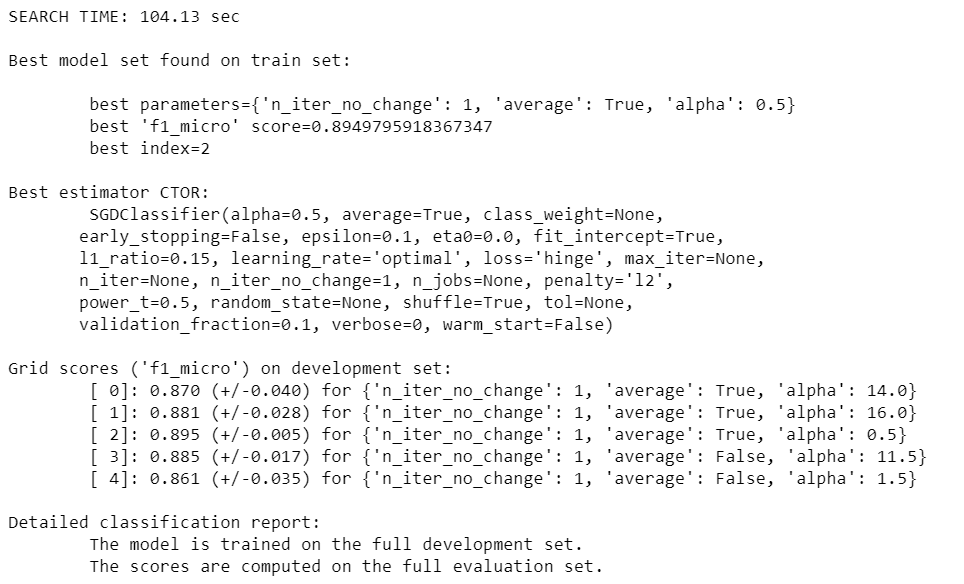 SEARCH TIME: 104.13 sec
Best model set found on train set:
best parameters={'n_iter_no_change': 1, 'average': True, 'alpha': 0.5}
best 'f1_micro' score=0.8949795918367347
best index=2
Best estimator CTOR:
SGDClassifier(alpha=0.5, average=True, class_weight=None,
early_stopping=False, epsilon=0.1, eta0=0.0, fit_intercept=True,
l1_ratio=0.15, learning_rate='optimal', loss='hinge', max_iter=None,
n_iter=None, n_iter_no_change=1, n_jobs=None, penalty='l2',
power_t=0.5, random_state=None, shuffle=True, tol=None,
validation_fraction=0.1, verbose=0, warm_start=False)
Grid scores ('f1_micro') on development set:
[ 0]: 0.870 (+/-0.040) for {'n_iter_no_change': 1, 'average': True, 'alpha': 14.0}
[ 1]: 0.881 (+/-0.028) for {'n_iter_no_change': 1, 'average': True, 'alpha': 16.0}
[ 2]: 0.895 (+/-0.005) for {'n_iter_no_change': 1, 'average': True, 'alpha': 0.5}
[ 3]: 0.885 (+/-0.017) for {'n_iter_no_change': 1, 'average': False, 'alpha': 11.5}
[ 4]: 0.861 (+/-0.035) for {'n_iter_no_change': 1, 'average': False, 'alpha': 1.5}
Detailed classification report:
The model is trained on the full development set.
The scores are computed on the full evaluation set.